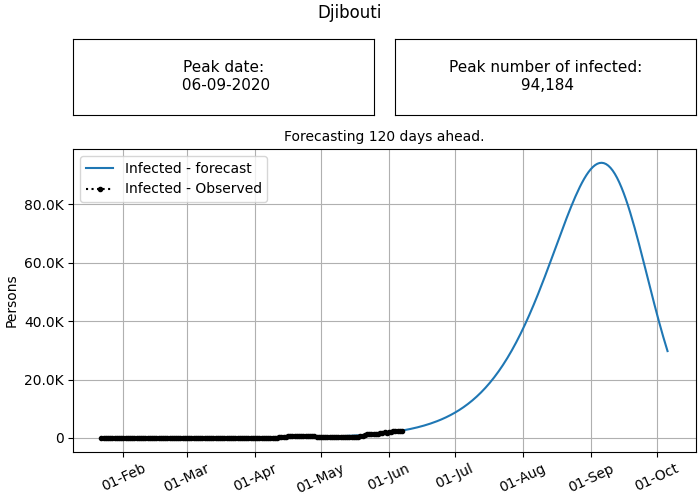 Djibouti
Peak date:
06-09-2020
Peak number of infected:
94,184
Forecasting 120 days ahead.
Infected - forecast
Infected - Observed
Persons
80.0K
60.0K
40.0K
20.0K
0
01-Feb
01-Mar
01-Apr
01-May
01-Jun
01-Jul
01-Aug
01-Sep
01-Oct